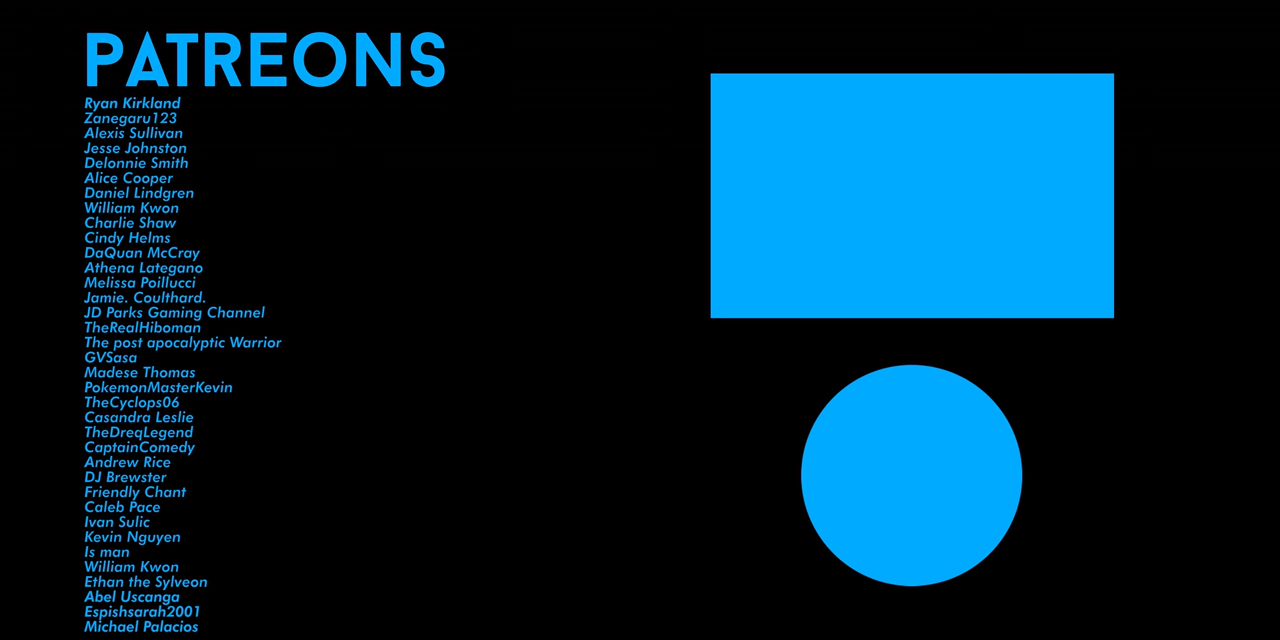 PATREONS
Ryan Kirkland
Zanegaru123
Alexis Sullivan
Jesse Johnston
Delonnie Smith
Alice Cooper
Daniel Lindgren
William Kwon
Charlie Shaw
Cindy Helms
DaQuan McCray
Athena Lategano
Melissa Poillucci
Jamie. Coulthard.
JD Parks Gaming Channel
TheRealHiboman
The post apocalyptic Warrior
GVSasa
Madese Thomas
PokemonMasterKevin
TheCyclops06
Casandra Leslie
TheDreqLegend
CaptainComedy
Andrew Rice
DJ Brewster
Friendly Chant
Caleb Pace
Ivan Sulic
Kevin Nguyen
Is man
William Kwon
Ethan the Sylveon
Abel Uscanga
Espishsarah2001
Michael Palacios